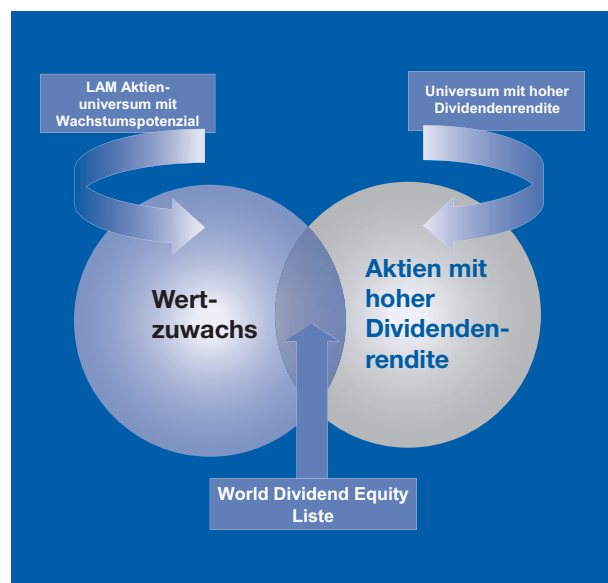 LAM Aktien-
universum mit
Wachstumspotenzial
Universum mit hoher
Dividendenrendite
Wert-
zuwachs
Aktien mit
hoher
Dividenden-
rendite
World Dividend Equity
Liste